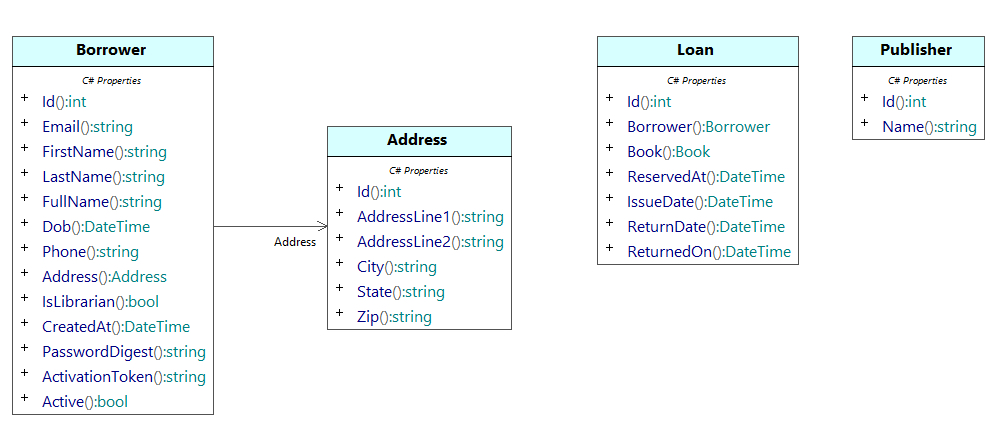 Borrower
C# Properties
+ Id():int
+ Email():string
+ FirstName():string
+ LastName():string
+ FullName():string
+ Dob():DateTime
+ Phone():string
+ Address():Address
+ IsLibrarian():bool
+ CreatedAt():DateTime
+ PasswordDigest():string
+ ActivationToken():string
+ Active():bool
Address
Address
C# Properties
+ Id():int
+ AddressLine1():string
+ AddressLine2():string
+ City():string
+ State():string
+ Zip():string
Loan
C# Properties
+ Id():int
+ Borrower():Borrower
+ Book():Book
+ ReservedAt():DateTime
+ IssueDate():DateTime
+ ReturnDate():DateTime
+ ReturnedOn():DateTime
Publisher
C# Properties
+ Id():int
+ Name():string